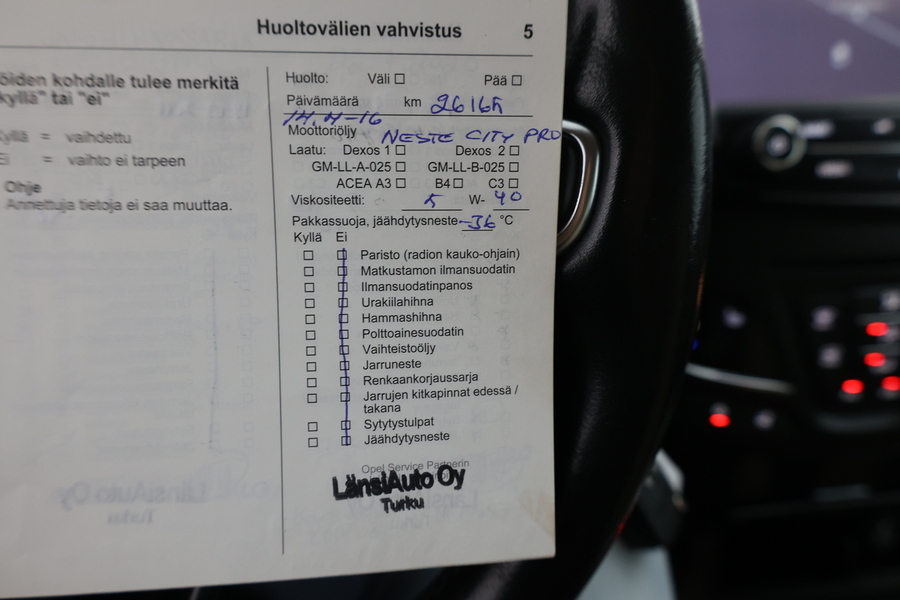 Huoltovälien vahvistus 5
öiden kohdalle tulee merkitä
kyllä" tai "ei"
Kyllä = vaihdettu
Ei = vaihto ei tarpeen
Ohje
Annettuja tietoja ei saa muuttaa.
Huolto: Väli ☐ Pää ☐
Päivämäärä km
14.4-16
Moottoriöljy NESTE CITY PRO
Laatu: Dexos 1 ☐ Dexos 2 ☐
GM-LL-A-025 ☐ GM-LL-B-025 ☐
ACEA A3 ☐ B4 ☐ C3 ☐
Viskositeetti: 5 W- 40
Pakkassuoja, jäähdytysneste -36 °C
Kyllä Ei
☐ ☐ Paristo (radion kauko-ohjain)
☐ ☐ Matkustamon ilmansuodatin
☐ ☐ Ilmansuodatinpanos
☐ ☐ Urakiilahihna
☐ ☐ Hammashihna
☐ ☐ Polttoainesuodatin
☐ ☐ Vaihteistoöljy
☐ ☐ Jarruneste
☐ ☐ Renkaankorjaussarja
☐ ☐ Jarrujen kitkapinnat edessä /
takana
☐ ☐ Sytytystulpat
☐ ☐ Jäähdytysneste
Opel Service Partnerin
LänsiAuto Oy
Turku